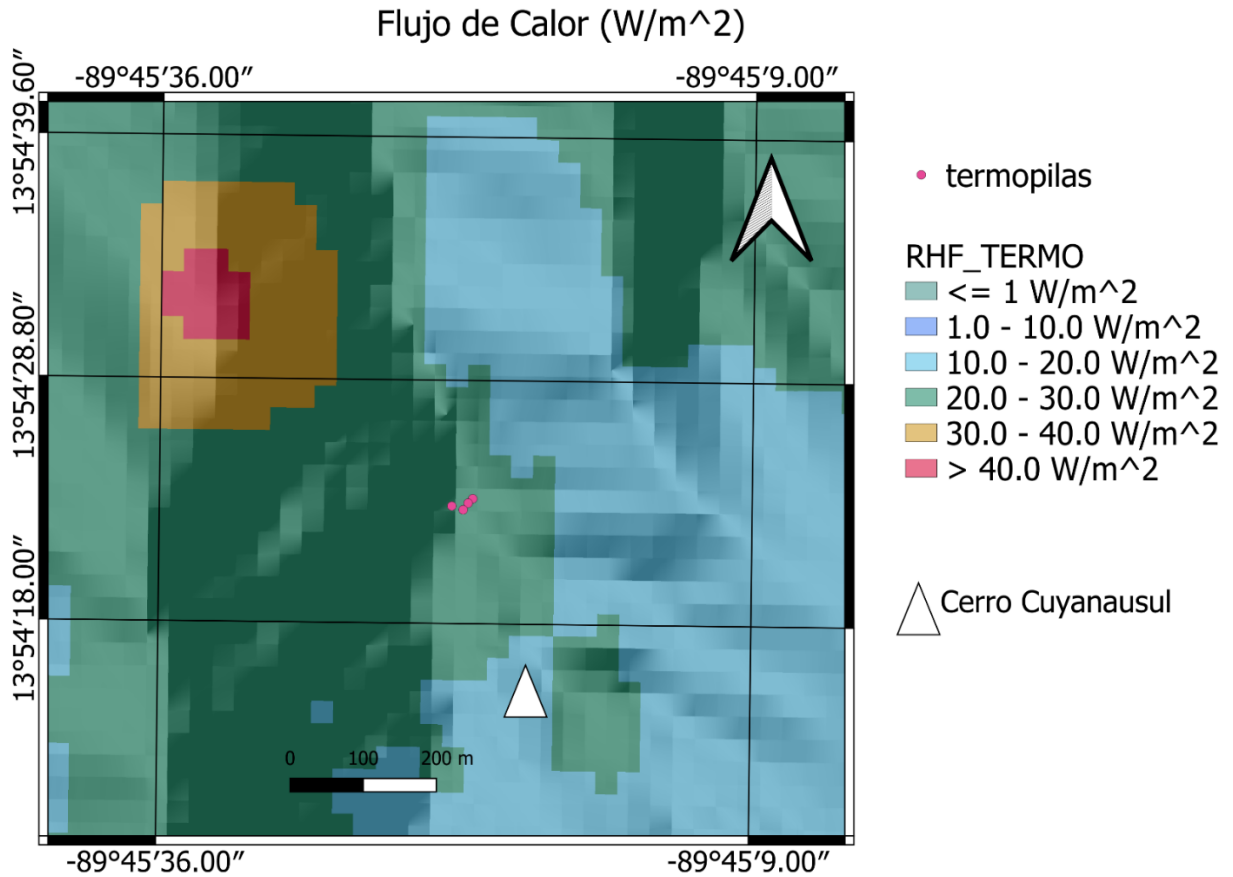 Flujo de Calor (W/m^2)
-89°45′36.00″
-89°45′9.00″
13°54′39.60″
13°54′28.80″
13°54′18.00″
termopilas
RHF_TERMO
<= 1 W/m^2
1.0 - 10.0 W/m^2
10.0 - 20.0 W/m^2
20.0 - 30.0 W/m^2
30.0 - 40.0 W/m^2
> 40.0 W/m^2
Cerro Cuyanausul
0 100 200 m
-89°45′36.00″
-89°45′9.00″